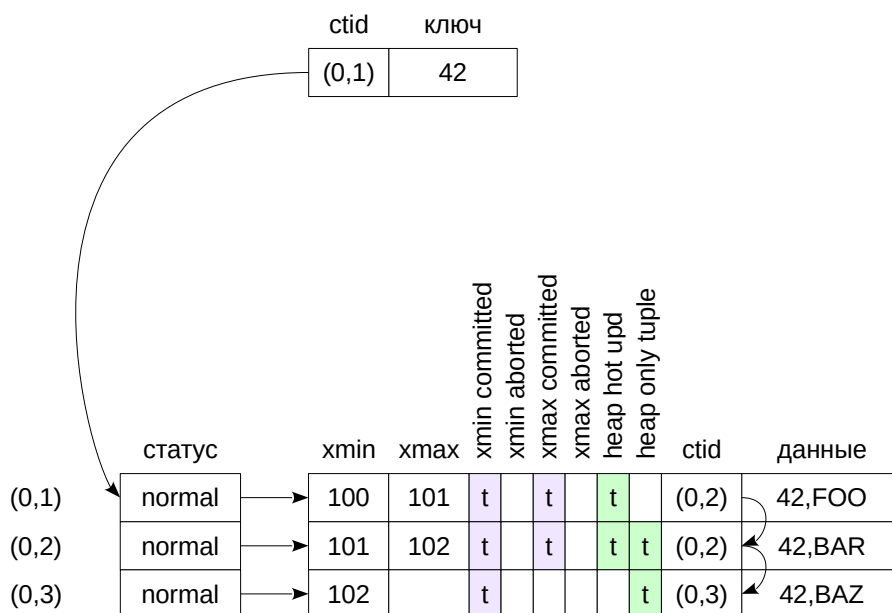 ctid ключ
(0,1) 42
xmin committed
xmin aborted
xmax committed
xmax aborted
heap hot upd
heap only tuple
статус xmin xmax ctid данные
(0,1) normal 100 101 t t t (0,2) 42,FOO
(0,2) normal 101 102 t t t t (0,2) 42,BAR
(0,3) normal 102 t t (0,3) 42,BAZ